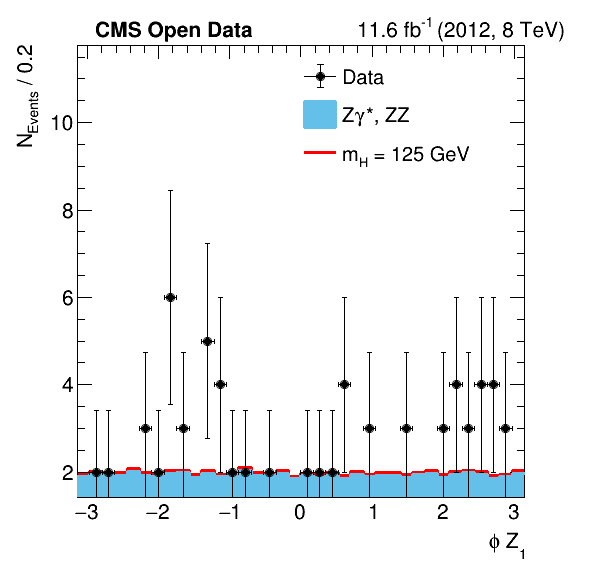 CMS Open Data 11.6 fb⁻¹ (2012, 8 TeV)
N_Events / 0.2
Data
Zγ*, ZZ
m_H = 125 GeV
10
8
6
4
2
−3 −2 −1 0 1 2 3
ϕ Z₁